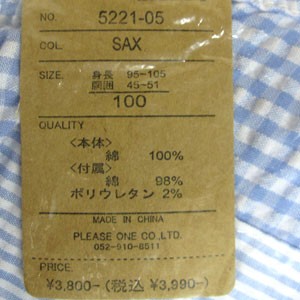 NO. 5221-05
COL. SAX
SIZE. 身長 95-105
胸囲 45-51
100
QUALITY
<本体>
綿 100%
<付属>
綿 98%
ポリウレタン 2%
MADE IN CHINA
PLEASE ONE CO.,LTD.
052-910-6511
PRICE.
¥3,800-(税込 ¥3,990-)